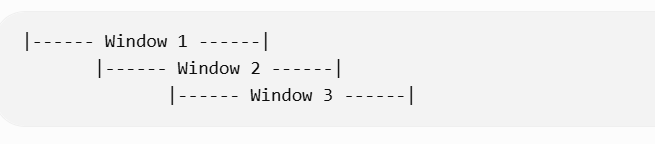 |------ Window 1 ------|
|------ Window 2 ------|
|------ Window 3 ------|